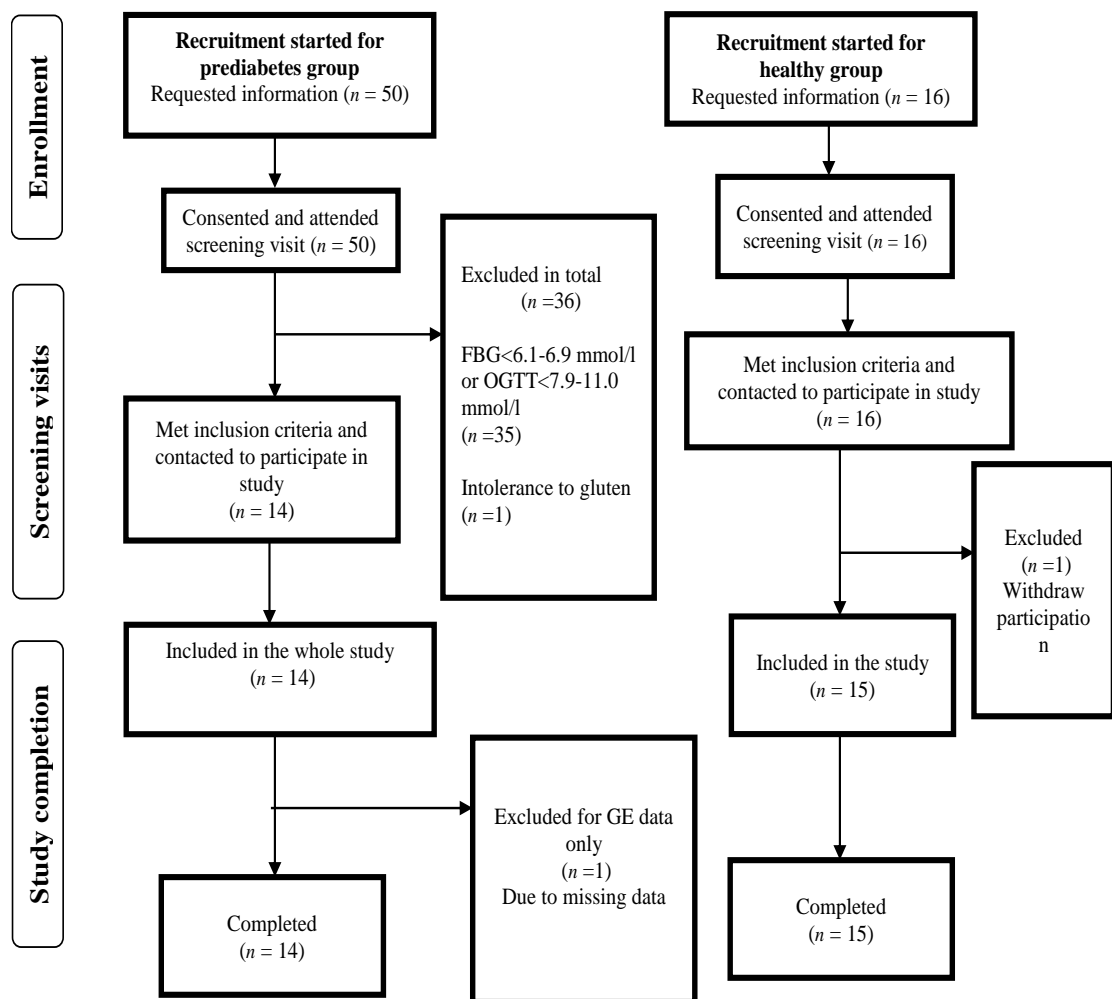 Enrollment
Recruitment started for
prediabetes group
Requested information (n = 50)
Consented and attended
screening visit (n = 50)
Recruitment started for
healthy group
Requested information (n = 16)
Consented and attended
screening visit (n = 16)
Screening visits
Excluded in total
(n =36)
FBG<6.1-6.9 mmol/l
or OGTT<7.9-11.0
mmol/l
(n =35)
Intolerance to gluten
(n =1)
Met inclusion criteria and
contacted to participate in
study
(n = 14)
Met inclusion criteria and
contacted to participate in study
(n = 16)
Excluded
(n =1)
Withdraw
participatio
n
Study completion
Included in the whole study
(n = 14)
Excluded for GE data
only
(n =1)
Due to missing data
Completed
(n = 14)
Included in the study
(n = 15)
Completed
(n = 15)